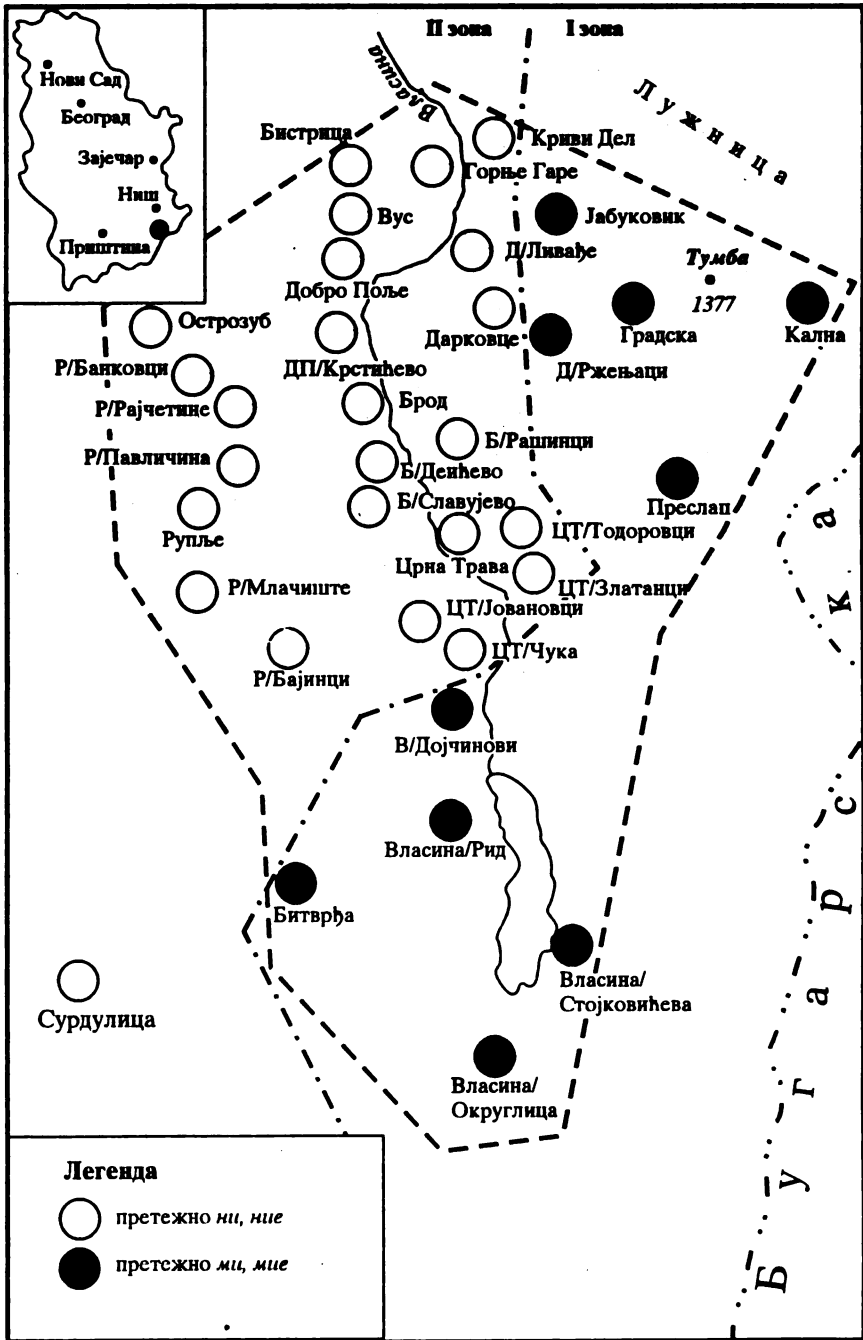 II зона
I зона
Власина
Лужница
Нови Сад
Београд
Зајечар
Ниш
Приштина
Бистрица
Криви Дел
Горње Гаре
Вус
Јабуковик
Д/Ливађе
Тумба
1377
Добро Поље
Острозуб
Дарковце
Градска
Кална
Р/Банковци
ДП/Крстићево
Д/Ржењаци
Р/Рајчетине
Брод
Б/Рашинци
Р/Павличина
Б/Деићево
Преслап
Б/Славујево
Рупље
ЦТ/Тодоровци
Црна Трава
Р/Млачиште
ЦТ/Златанци
ЦТ/Јовановци
ЦТ/Чука
Р/Бајинци
В/Дојчинови
Власина/Рид
Битврђа
Власина/
Стојковићева
Сурдулица
Власина/
Округлица
Бугарска
Легенда
претежно ни, ние
претежно ми, мие